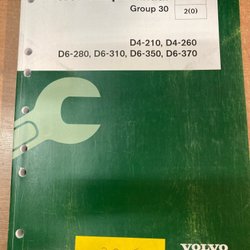 Group 30
2(0)
D4-210, D4-260
D6-280, D6-310, D6-350, D6-370
VOLVO